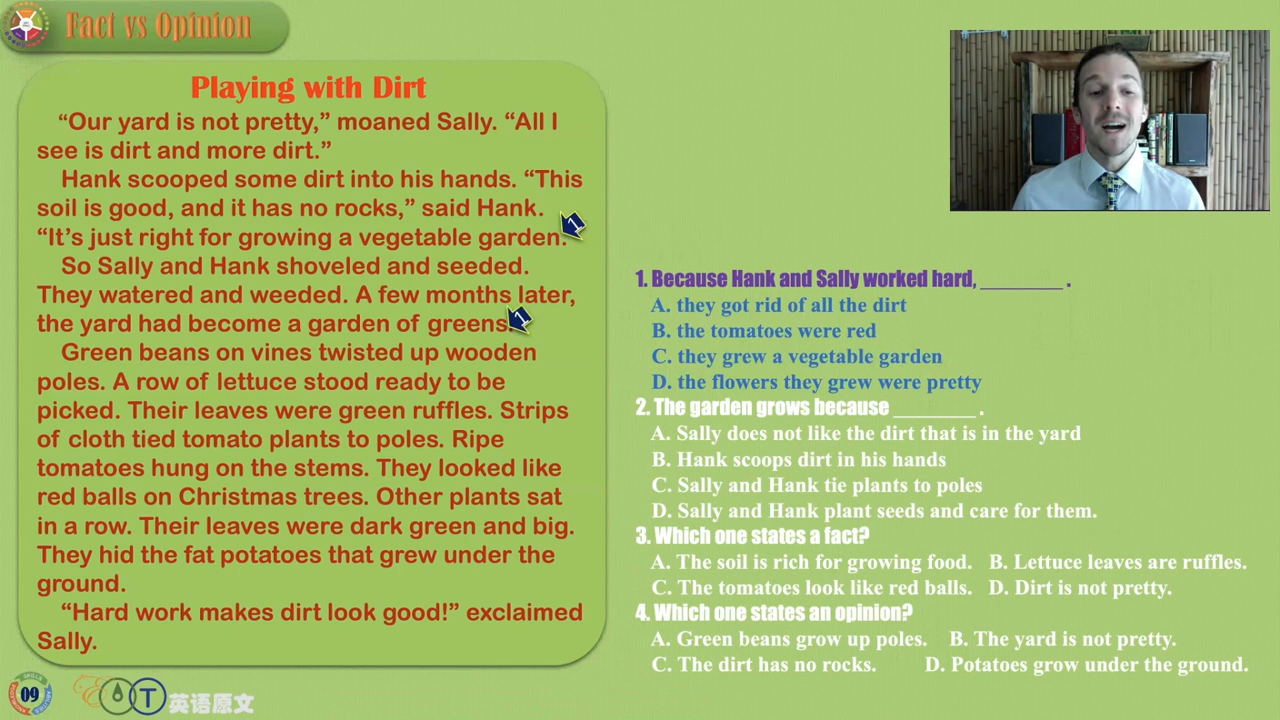 Fact vs Opinion
Playing with Dirt
“Our yard is not pretty,” moaned Sally. “All I
see is dirt and more dirt.”
Hank scooped some dirt into his hands. “This
soil is good, and it has no rocks,” said Hank.
“It’s just right for growing a vegetable garden.
1
So Sally and Hank shoveled and seeded.
They watered and weeded. A few months later,
the yard had become a garden of greens.
1
Green beans on vines twisted up wooden
poles. A row of lettuce stood ready to be
picked. Their leaves were green ruffles. Strips
of cloth tied tomato plants to poles. Ripe
tomatoes hung on the stems. They looked like
red balls on Christmas trees. Other plants sat
in a row. Their leaves were dark green and big.
They hid the fat potatoes that grew under the
ground.
“Hard work makes dirt look good!” exclaimed
Sally.
1. Because Hank and Sally worked hard, ________ .
A. they got rid of all the dirt
B. the tomatoes were red
C. they grew a vegetable garden
D. the flowers they grew were pretty
2. The garden grows because ________ .
A. Sally does not like the dirt that is in the yard
B. Hank scoops dirt in his hands
C. Sally and Hank tie plants to poles
D. Sally and Hank plant seeds and care for them.
3. Which one states a fact?
A. The soil is rich for growing food. B. Lettuce leaves are ruffles.
C. The tomatoes look like red balls. D. Dirt is not pretty.
4. Which one states an opinion?
A. Green beans grow up poles. B. The yard is not pretty.
C. The dirt has no rocks. D. Potatoes grow under the ground.
09
T 英语原文